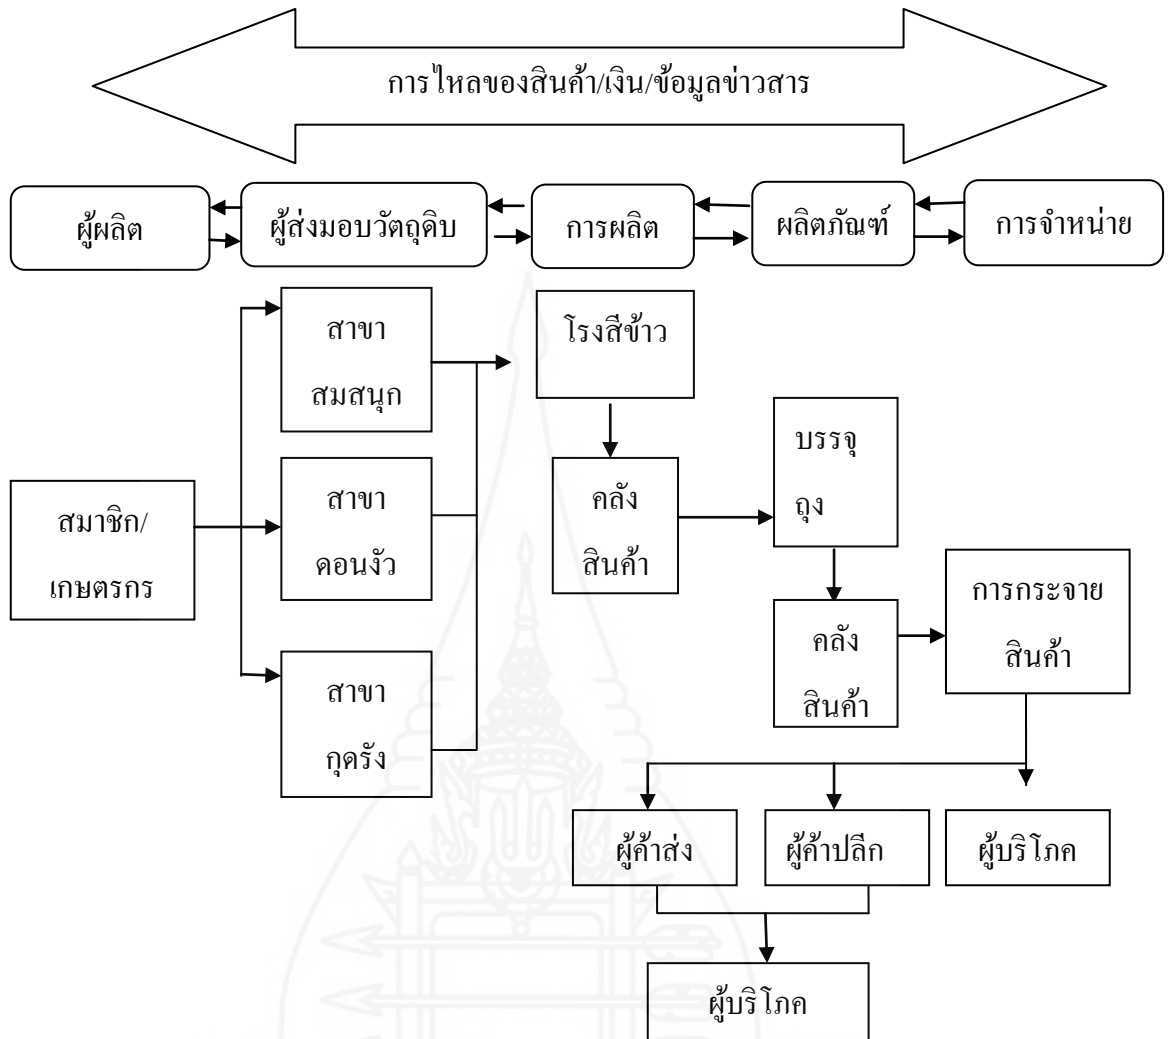 การไหลของสินค้า/เงิน/ข้อมูลข่าวสาร
ผู้ผลิต
ผู้ส่งมอบวัตถุดิบ
การผลิต
ผลิตภัณฑ์
การจำหน่าย
สมาชิก/
เกษตรกร
สาขา
สมสนุก
สาขา
ดอนงัว
สาขา
กุดรัง
โรงสีข้าว
คลัง
สินค้า
บรรจุ
ถุง
คลัง
สินค้า
การกระจาย
สินค้า
ผู้ค้าส่ง
ผู้ค้าปลีก
ผู้บริโภค
ผู้บริโภค